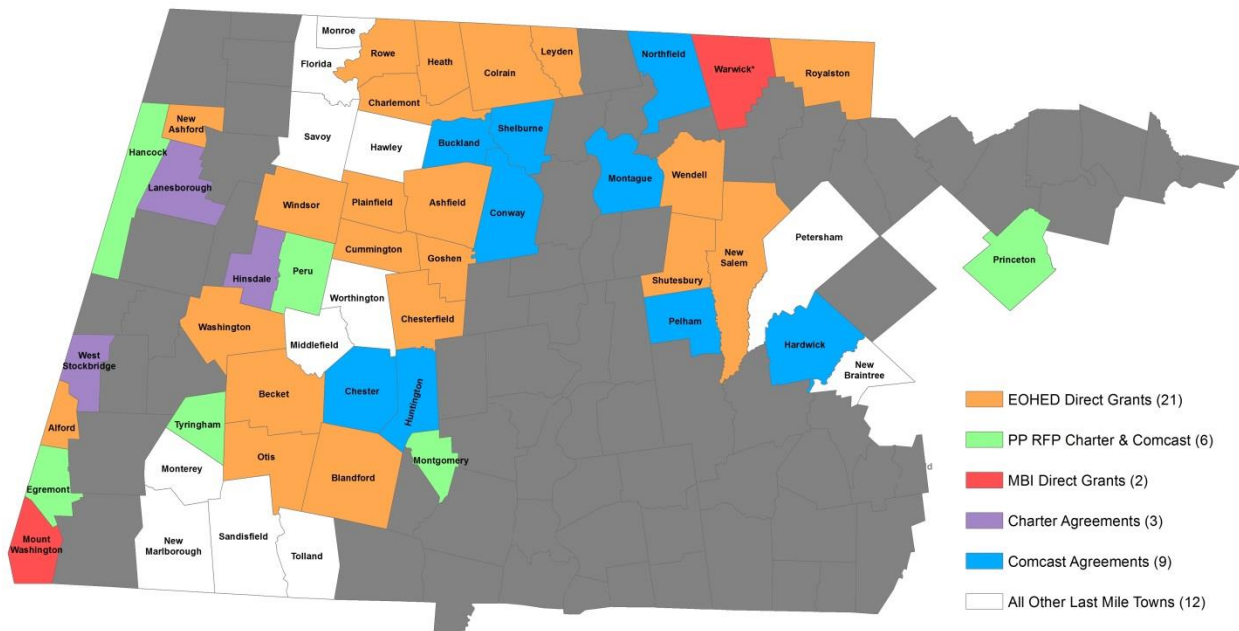 Monroe
Rowe
Heath
Colrain
Leyden
Northfield
Warwick*
Royalston
Florida
Charlemont
New
Ashford
Savoy
Hawley
Buckland
Shelburne
Hancock
Lanesborough
Montague
Wendell
Windsor
Plainfield
Ashfield
Conway
Petersham
Cummington
Goshen
New
Salem
Princeton
Hinsdale
Peru
Shutesbury
Worthington
Chesterfield
Washington
Pelham
Middlefield
Hardwick
West
Stockbridge
New
Braintree
Becket
Chester
Huntington
Alford
Tyringham
Otis
Montgomery
Monterey
Blandford
Egremont
Mount
Washington
New
Marlborough
Sandisfield
Tolland
d
EOHED Direct Grants (21)
PP RFP Charter & Comcast (6)
MBI Direct Grants (2)
Charter Agreements (3)
Comcast Agreements (9)
All Other Last Mile Towns (12)